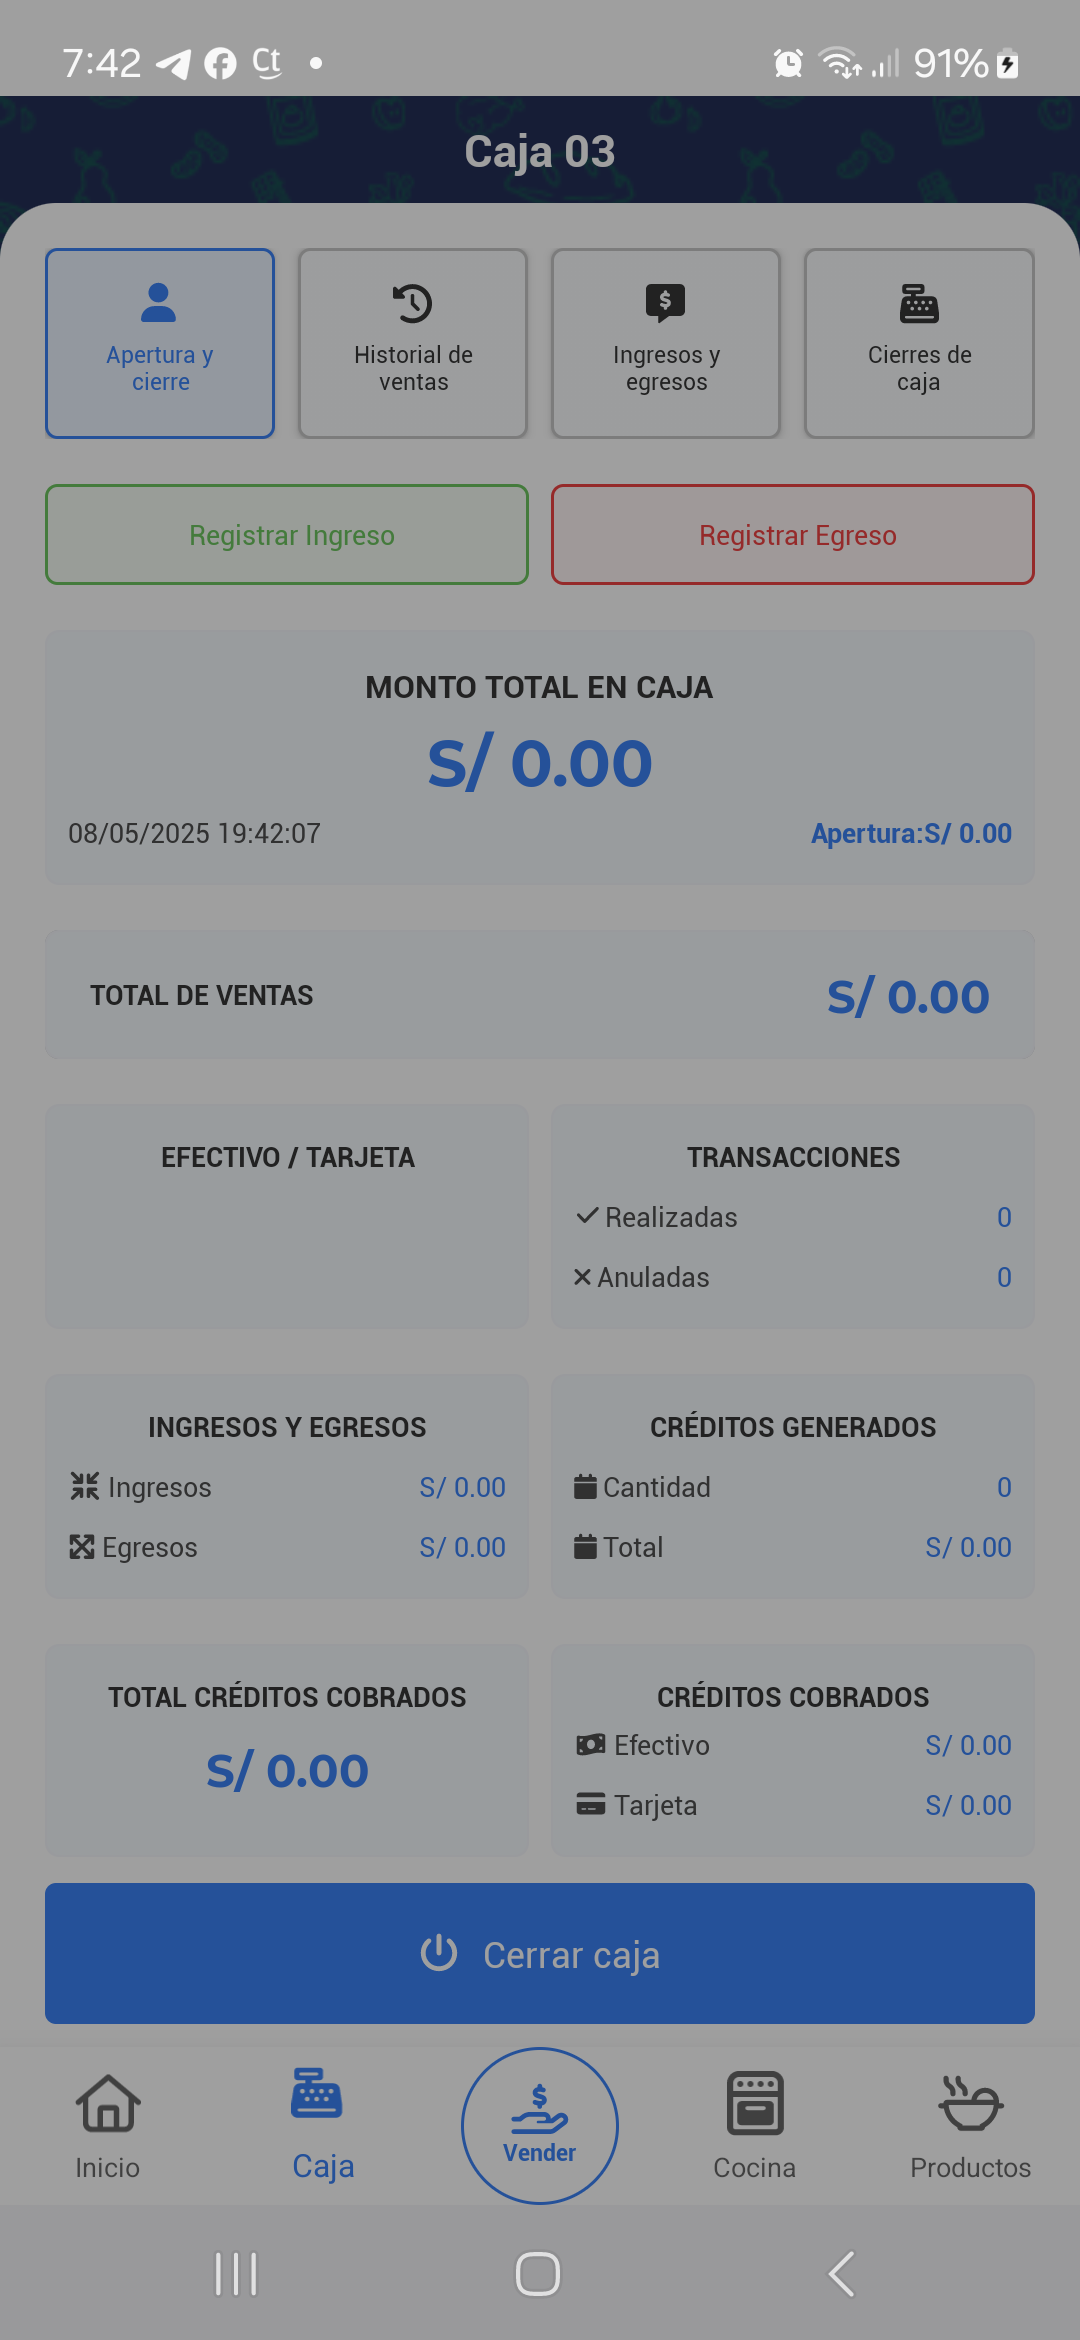 7:42 Ct 91%
Caja 03
Apertura y
cierre
Historial de
ventas
Ingresos y
egresos
Cierres de
caja
Registrar Ingreso
Registrar Egreso
MONTO TOTAL EN CAJA
S/ 0.00
08/05/2025 19:42:07 Apertura:S/ 0.00
TOTAL DE VENTAS S/ 0.00
EFECTIVO / TARJETA
TRANSACCIONES
Realizadas 0
Anuladas 0
INGRESOS Y EGRESOS
Ingresos S/ 0.00
Egresos S/ 0.00
CRÉDITOS GENERADOS
Cantidad 0
Total S/ 0.00
TOTAL CRÉDITOS COBRADOS
S/ 0.00
CRÉDITOS COBRADOS
Efectivo S/ 0.00
Tarjeta S/ 0.00
Cerrar caja
Inicio
Caja
Vender
Cocina
Productos